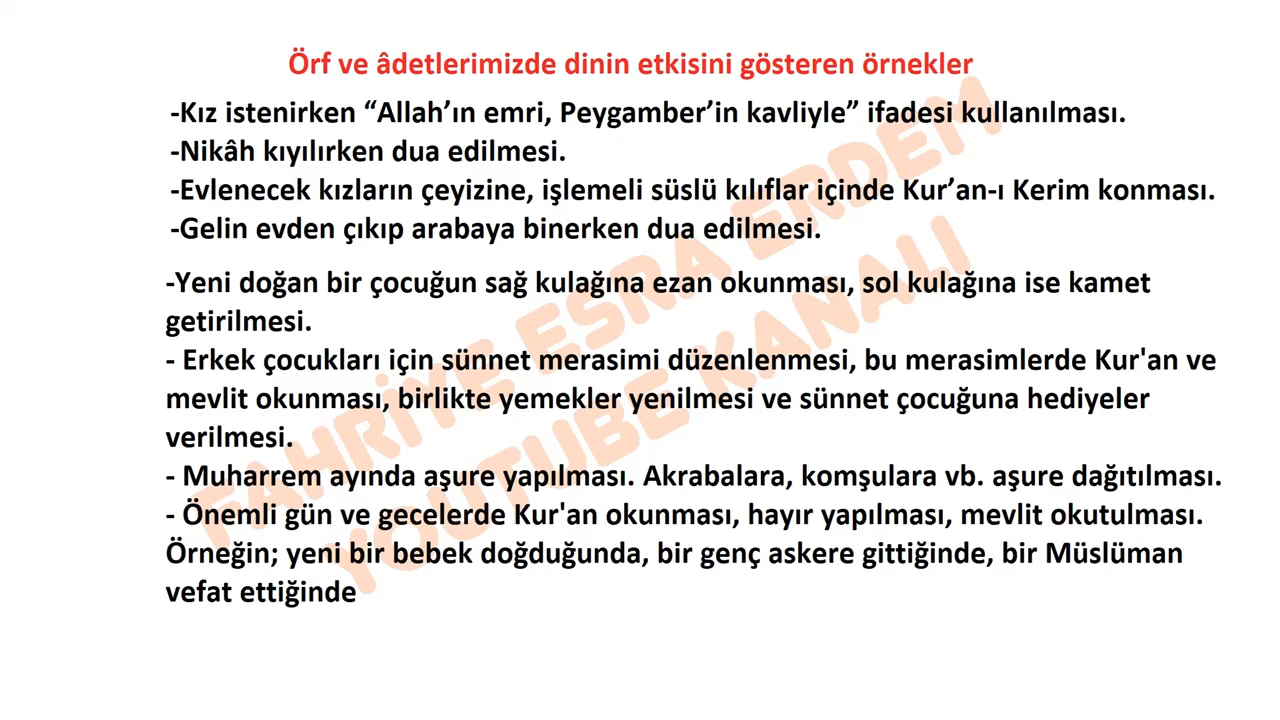 Örf ve âdetlerimizde dinin etkisini gösteren örnekler
-Kız istenirken “Allah’ın emri, Peygamber’in kavliyle” ifadesi kullanılması.
-Nikâh kıyılırken dua edilmesi.
-Evlenecek kızların çeyizine, işlemeli süslü kılıflar içinde Kur’an-ı Kerim konması.
-Gelin evden çıkıp arabaya binerken dua edilmesi.
-Yeni doğan bir çocuğun sağ kulağına ezan okunması, sol kulağına ise kamet
getirilmesi.
- Erkek çocukları için sünnet merasimi düzenlenmesi, bu merasimlerde Kur'an ve
mevlit okunması, birlikte yemekler yenilmesi ve sünnet çocuğuna hediyeler
verilmesi.
- Muharrem ayında aşure yapılması. Akrabalara, komşulara vb. aşure dağıtılması.
- Önemli gün ve gecelerde Kur'an okunması, hayır yapılması, mevlit okutulması.
Örneğin; yeni bir bebek doğduğunda, bir genç askere gittiğinde, bir Müslüman
vefat ettiğinde
FAHRİYE ESRA ERDEM
YOUTUBE KANALI